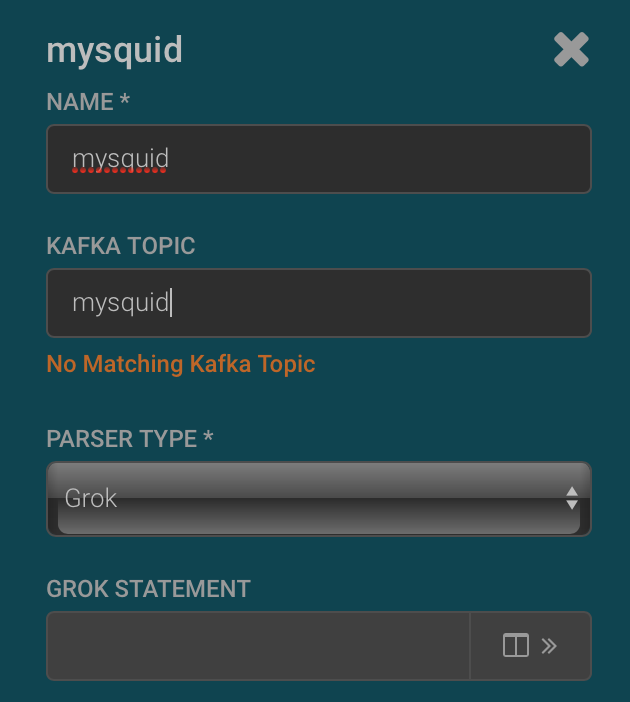 mysquid
NAME *
mysquid
KAFKA TOPIC
mysquid
No Matching Kafka Topic
PARSER TYPE *
Grok
GROK STATEMENT